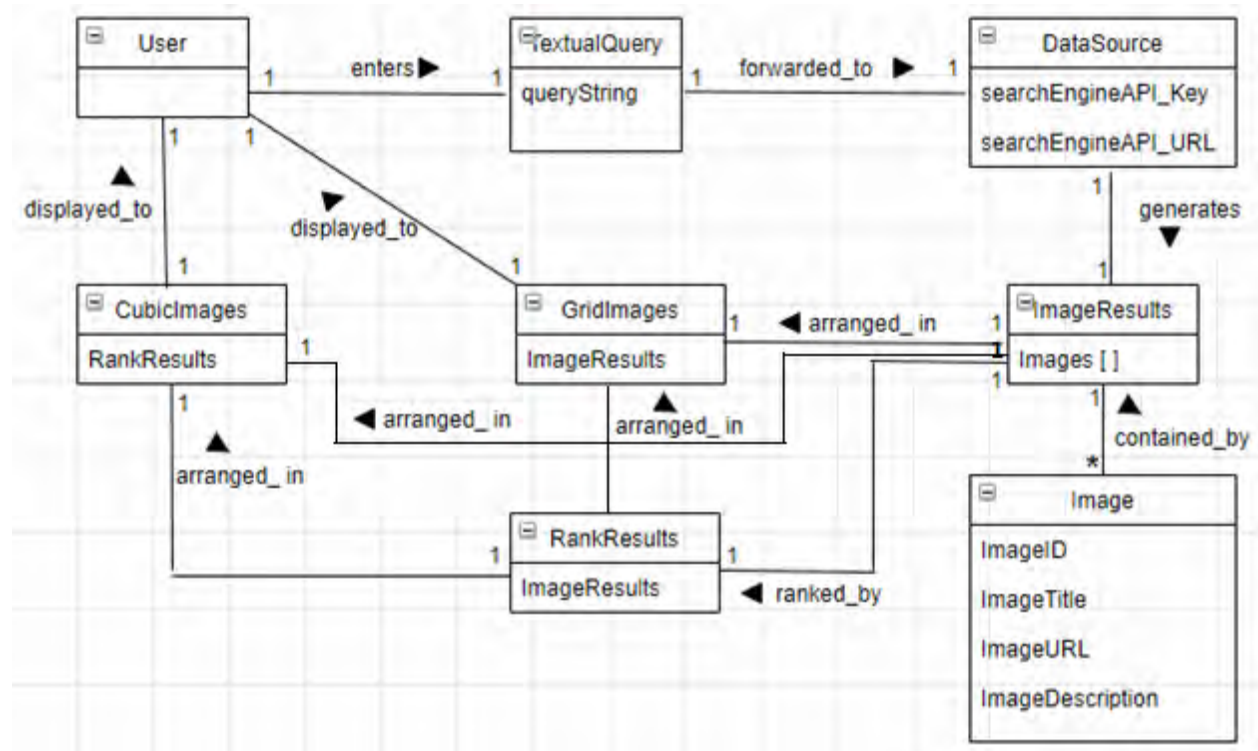 User
TextualQuery
queryString
DataSource
searchEngineAPI_Key
searchEngineAPI_URL
1
enters
1
forwarded_to
1
1
1
1
displayed_to
displayed_to
1
generates
1
1
1
CubicImages
RankResults
GridImages
ImageResults
ImageResults
Images [ ]
1
arranged_ in
1
1
1
1
arranged_ in
arranged_ in
1
arranged_ in
1
contained_by
*
RankResults
ImageResults
1
1
ranked_by
Image
ImageID
ImageTitle
ImageURL
ImageDescription